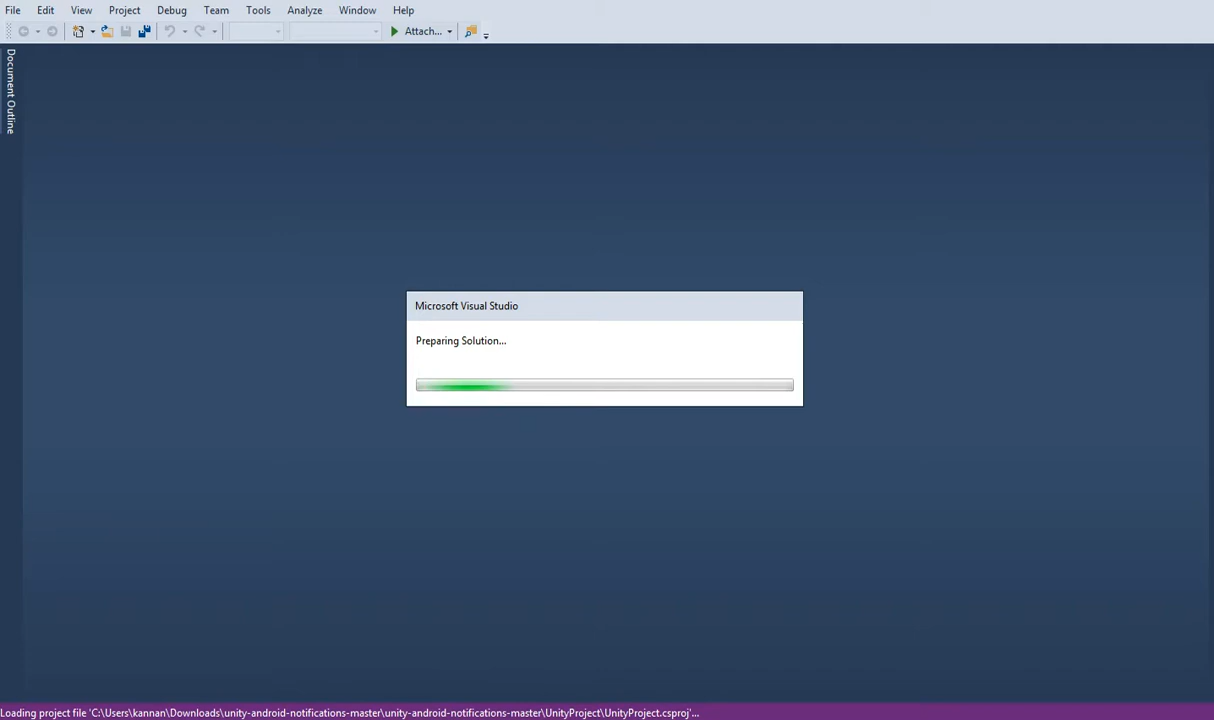 File Edit View Project Debug Team Tools Analyze Window Help
Attach...
Document Outline
Microsoft Visual Studio
Preparing Solution...
Loading project file 'C:\Users\kannan\Downloads\unity-android-notifications-master\unity-android-notifications-master\UnityProject\UnityProject.csproj'...